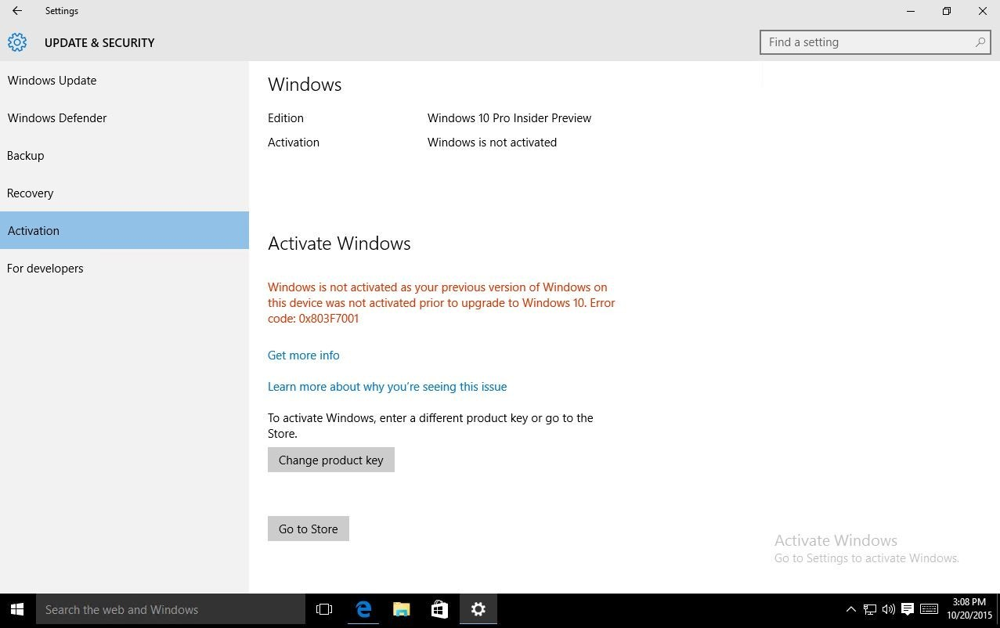 Settings
UPDATE & SECURITY
Find a setting
Windows Update
Windows Defender
Backup
Recovery
Activation
For developers
Windows
Edition Windows 10 Pro Insider Preview
Activation Windows is not activated
Activate Windows
Windows is not activated as your previous version of Windows on
this device was not activated prior to upgrade to Windows 10. Error
code: 0x803F7001
Get more info
Learn more about why you're seeing this issue
To activate Windows, enter a different product key or go to the
Store.
Change product key
Go to Store
Activate Windows
Go to Settings to activate Windows.
Search the web and Windows
3:08 PM
10/20/2015